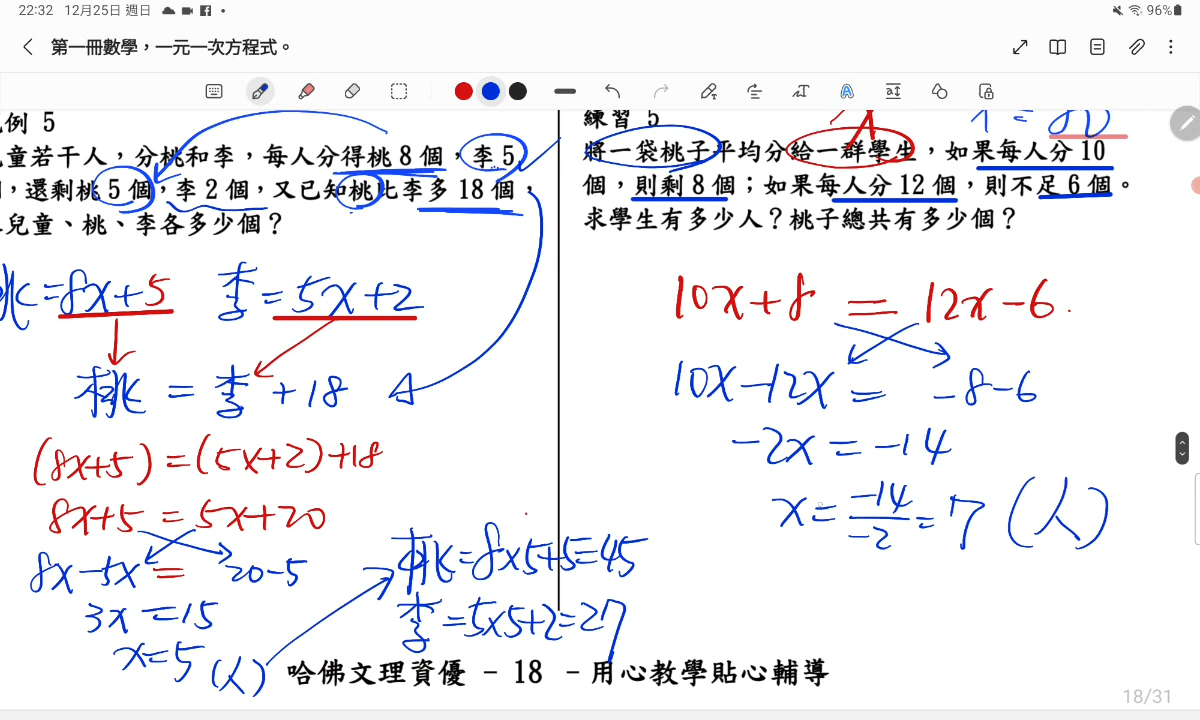 22:32 12月25日 週日
96%
第一冊數學，一元一次方程式。
例 5
童若干人，分桃和李，每人分得桃 8 個，李 5
，還剩桃 5 個，李 2 個，又已知桃比李多 18 個，
兒童、桃、李各多少個？
桃=8x+5 李=5x+2
桃 = 李 +18
(8x+5)=(5x+2)+18
8x+5=5x+20
8x-5x= 20-5
3x=15
x=5 (人)
桃=8x5+5=45
李=5x5+2=27
練習 5
將一袋桃子平均分給一群學生，如果每人分 10
個，則剩 8 個；如果每人分 12 個，則不足 6 個。
求學生有多少人？桃子總共有多少個？
10x+8 = 12x-6.
10x-12x= -8-6
-2x=-14
x= -14/-2 =7 (人)
哈佛文理資優 - 18 -用心教學貼心輔導
18/31